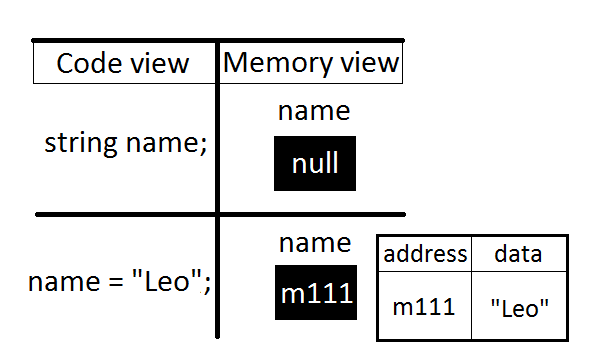 Code view
Memory view
string name;
name
null
name = "Leo";
name
m111
address
data
m111
"Leo"